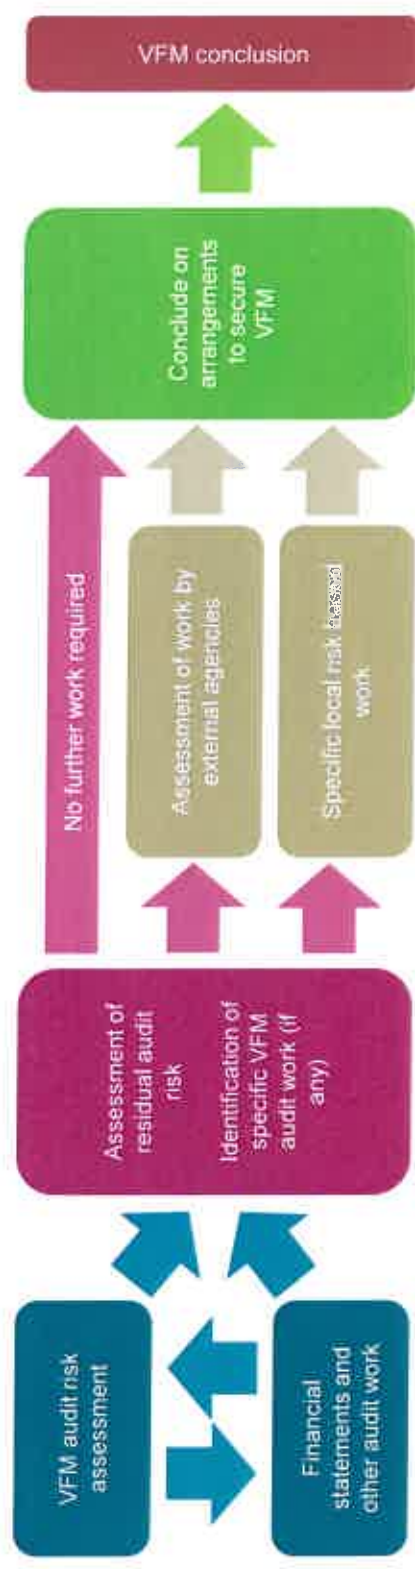 VFM audit risk
assessment
Financial
statements and
other audit work
Assessment of
residual audit
risk
Identification of
specific VFM
audit work (if
any)
No further work required
Assessment of work by
external agencies
Specific local risk
work
Conclude on
arrangements
to secure
VFM
VFM conclusion